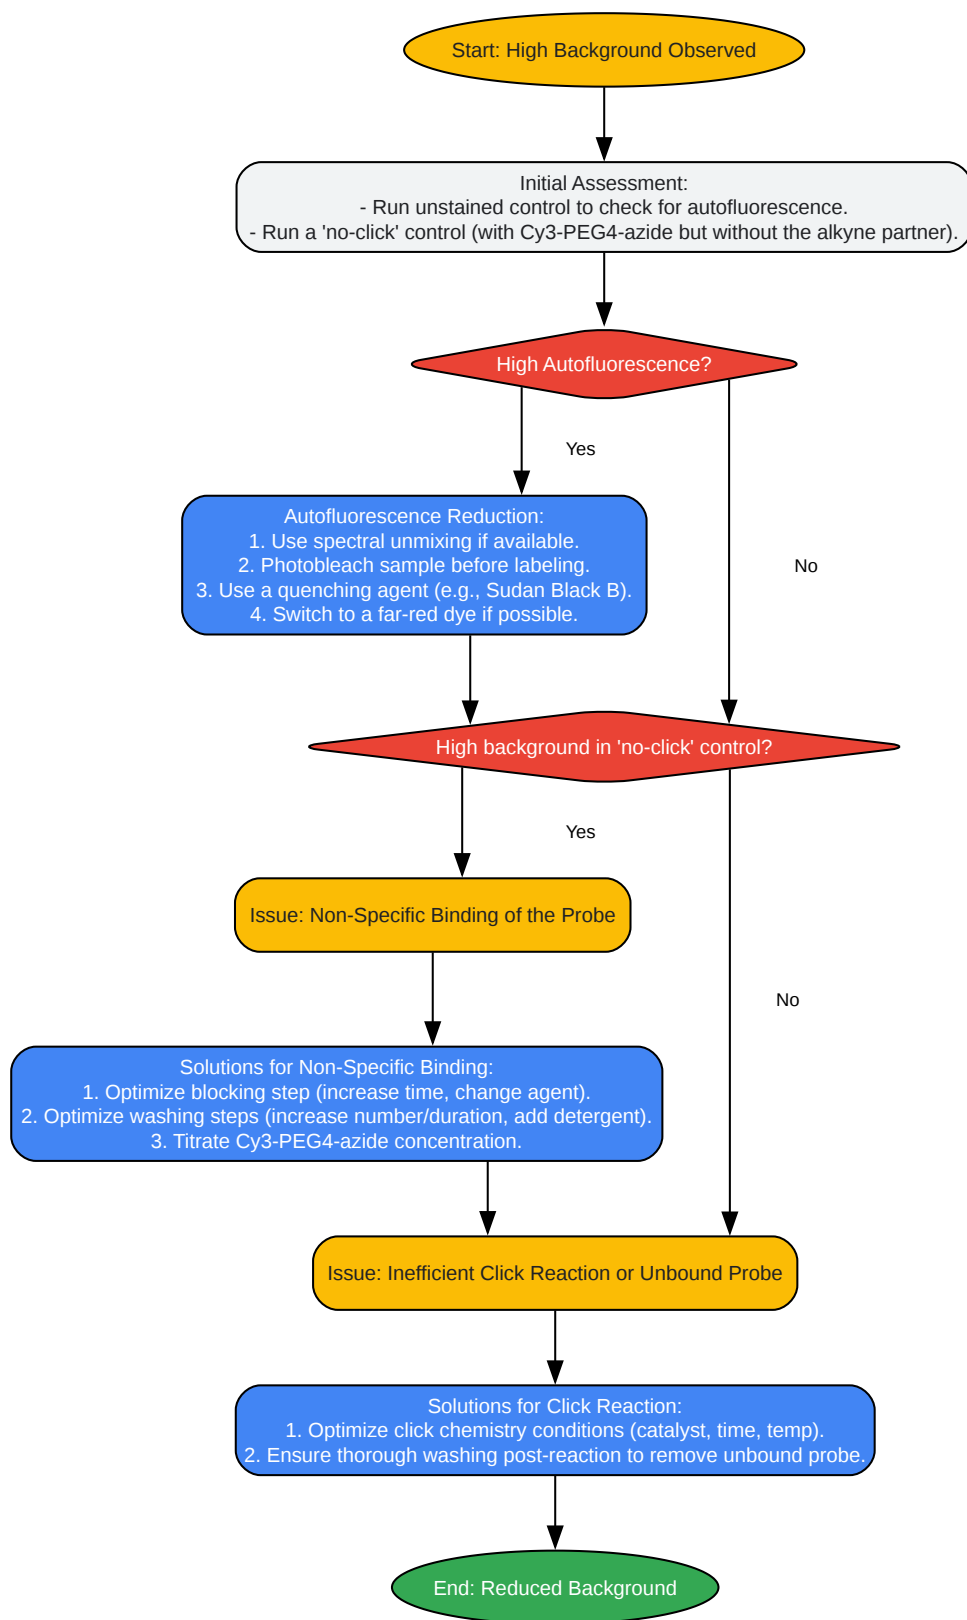 Start: High Background Observed
Initial Assessment:
- Run unstained control to check for autofluorescence.
- Run a 'no-click' control (with Cy3-PEG4-azide but without the alkyne partner).
High Autofluorescence?
Yes
Autofluorescence Reduction:
1. Use spectral unmixing if available.
2. Photobleach sample before labeling.
3. Use a quenching agent (e.g., Sudan Black B).
4. Switch to a far-red dye if possible.
No
High background in 'no-click' control?
Yes
Issue: Non-Specific Binding of the Probe
No
Solutions for Non-Specific Binding:
1. Optimize blocking step (increase time, change agent).
2. Optimize washing steps (increase number/duration, add detergent).
3. Titrate Cy3-PEG4-azide concentration.
Issue: Inefficient Click Reaction or Unbound Probe
Solutions for Click Reaction:
1. Optimize click chemistry conditions (catalyst, time, temp).
2. Ensure thorough washing post-reaction to remove unbound probe.
End: Reduced Background